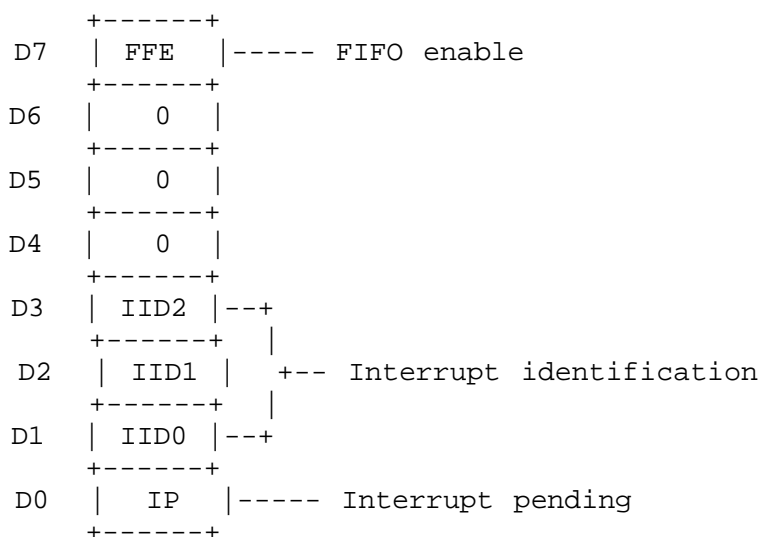 +------+
D7 | FFE |----- FIFO enable
+------+
D6 | 0 |
+------+
D5 | 0 |
+------+
D4 | 0 |
+------+
D3 | IID2 |--+
+------+ |
D2 | IID1 | +-- Interrupt identification
+------+ |
D1 | IID0 |--+
+------+
D0 | IP |----- Interrupt pending
+------+